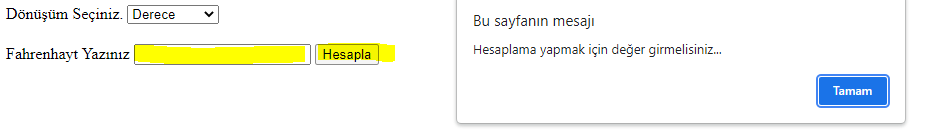 Dönüşüm Seçiniz. Derece
Fahrenhayt Yazınız Hesapla
Bu sayfanın mesajı
Hesaplama yapmak için değer girmelisiniz...
Tamam